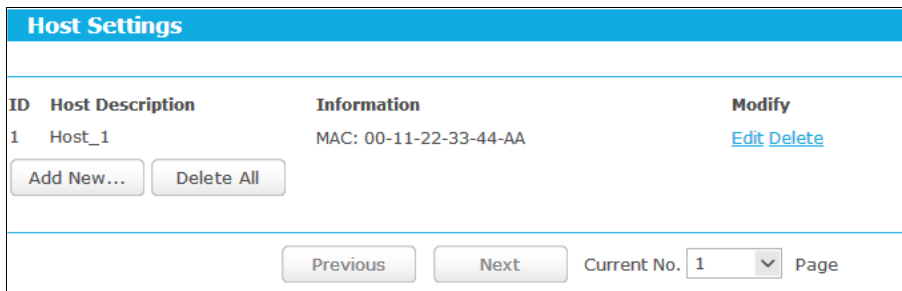 Host Settings
ID Host Description Information Modify
1 Host_1 MAC: 00-11-22-33-44-AA Edit Delete
Add New... Delete All
Previous Next Current No. 1 Page